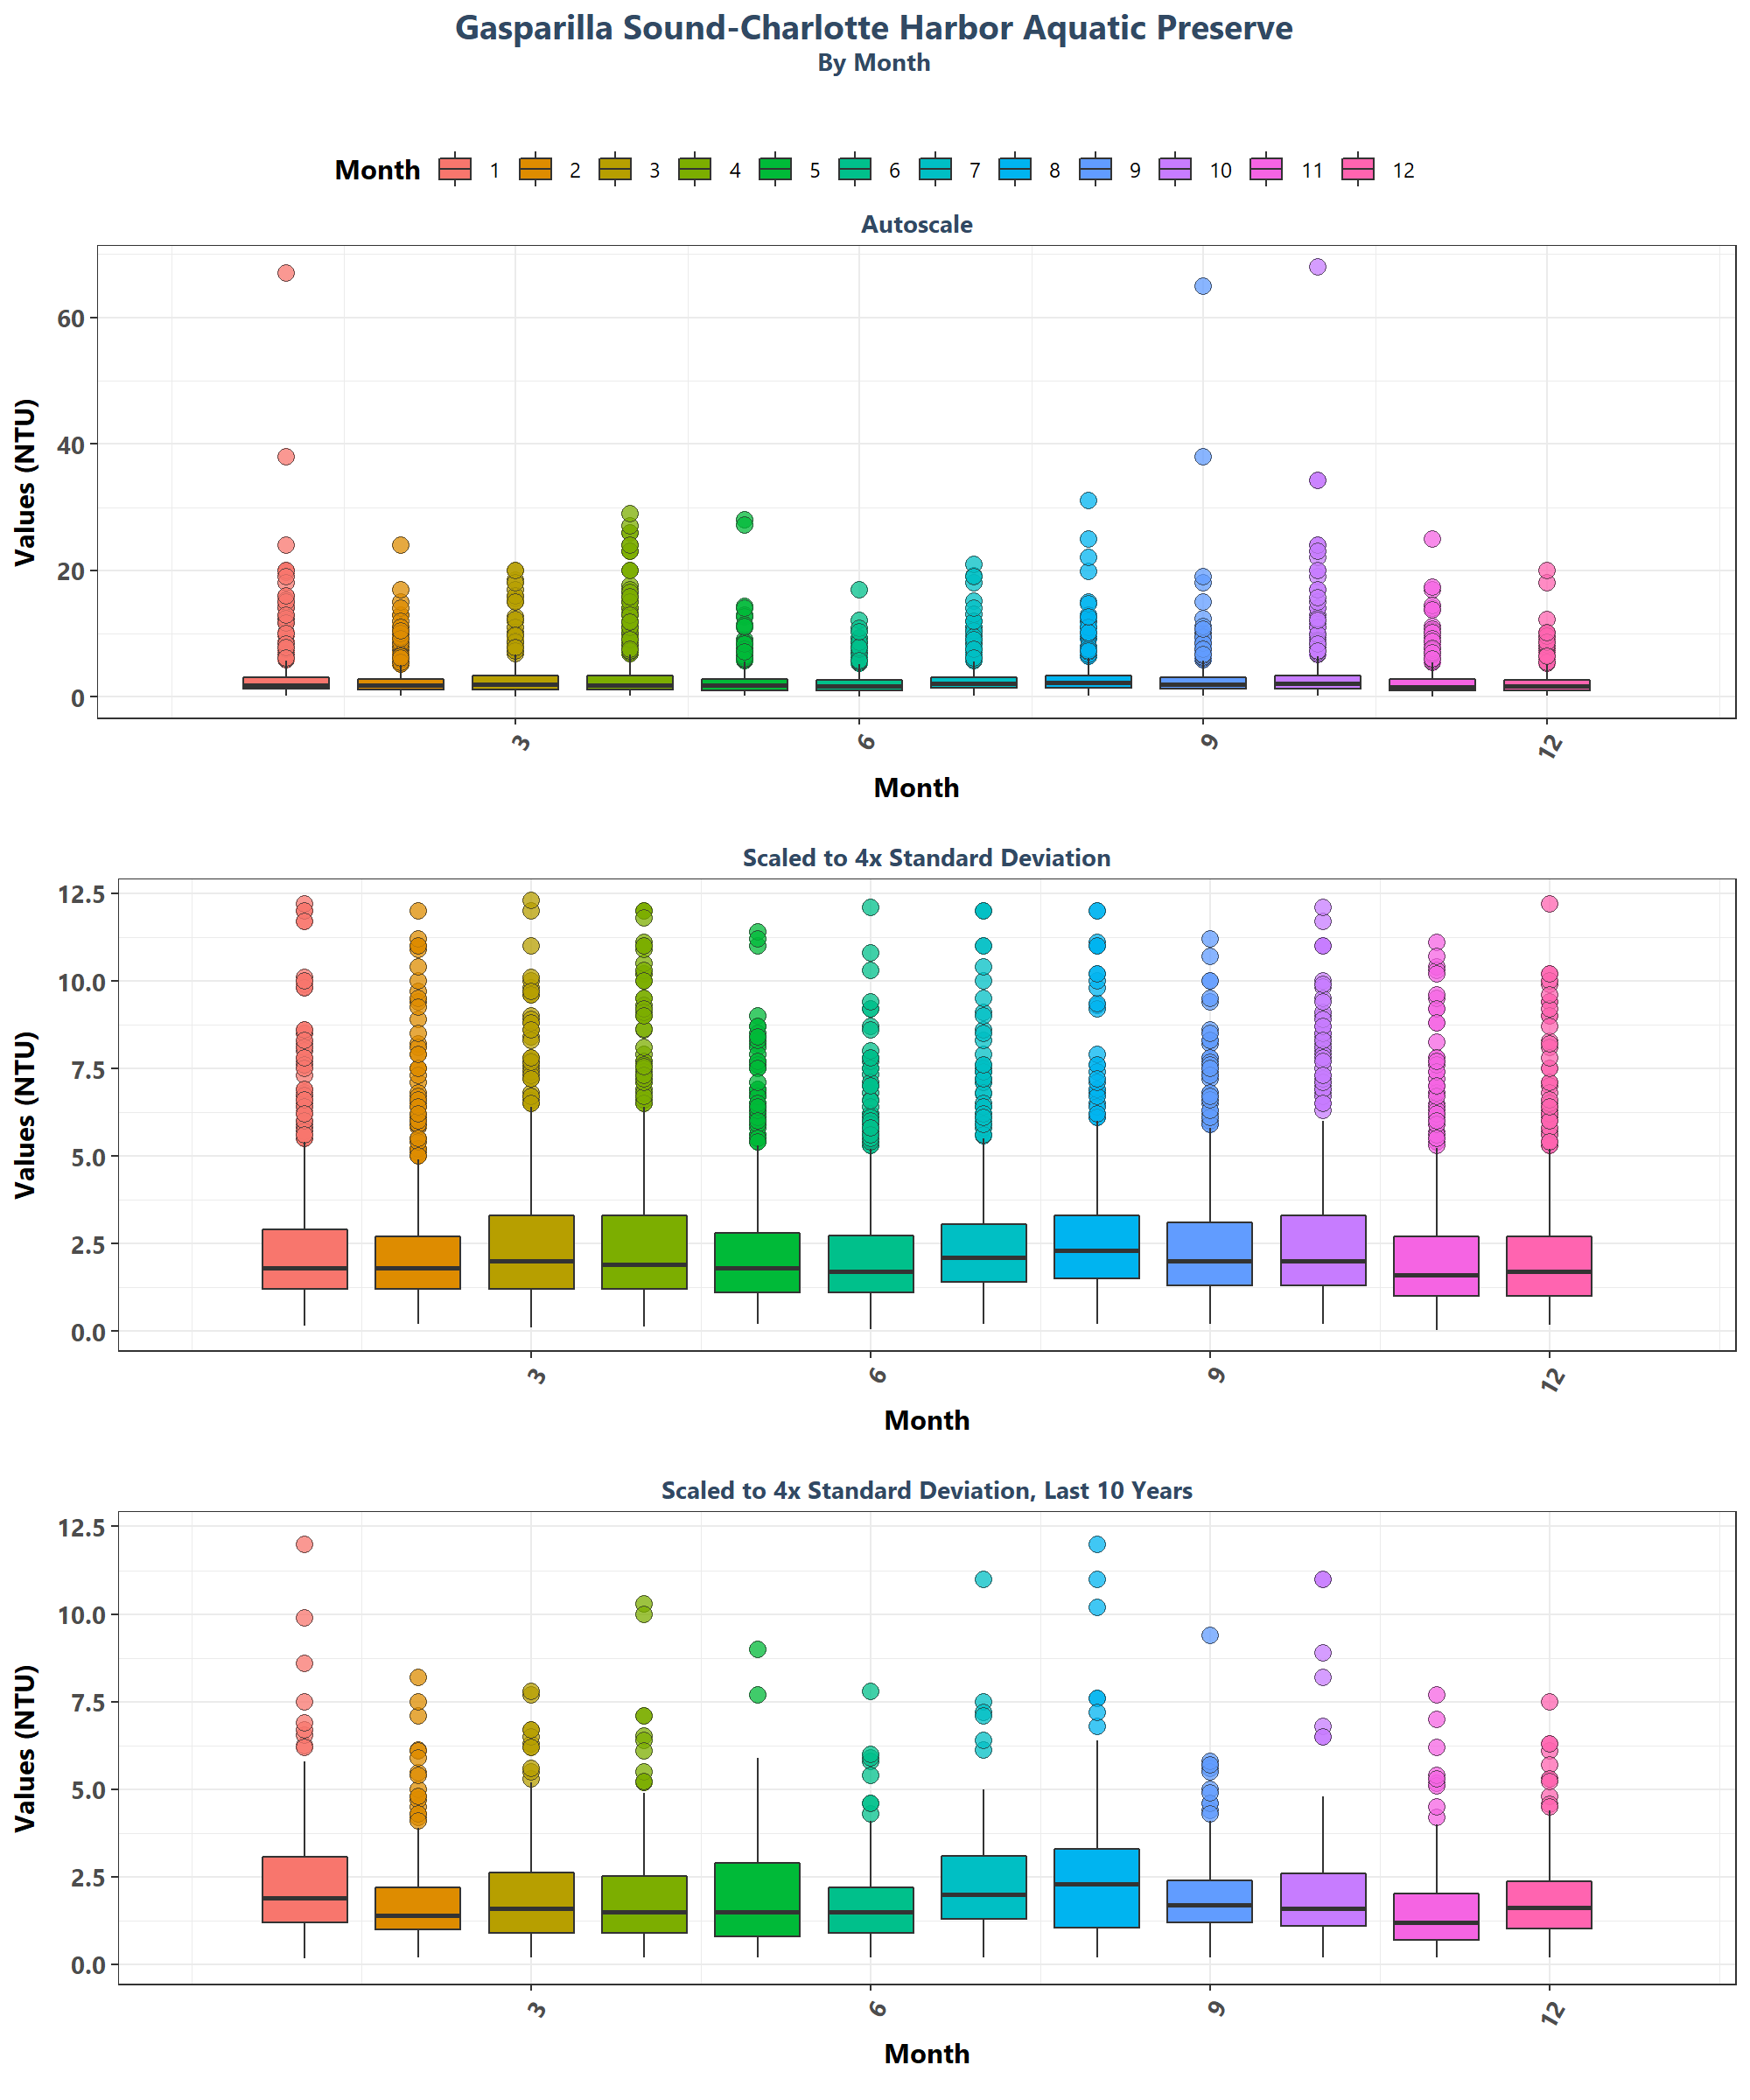 Gasparilla Sound-Charlotte Harbor Aquatic Preserve
By Month
Month 1 2 3 4 5 6 7 8 9 10 11 12
Autoscale
Values (NTU)
60
40
20
0
3 6 9 12
Month
Scaled to 4x Standard Deviation
Values (NTU)
12.5
10.0
7.5
5.0
2.5
0.0
3 6 9 12
Month
Scaled to 4x Standard Deviation, Last 10 Years
Values (NTU)
12.5
10.0
7.5
5.0
2.5
0.0
3 6 9 12
Month